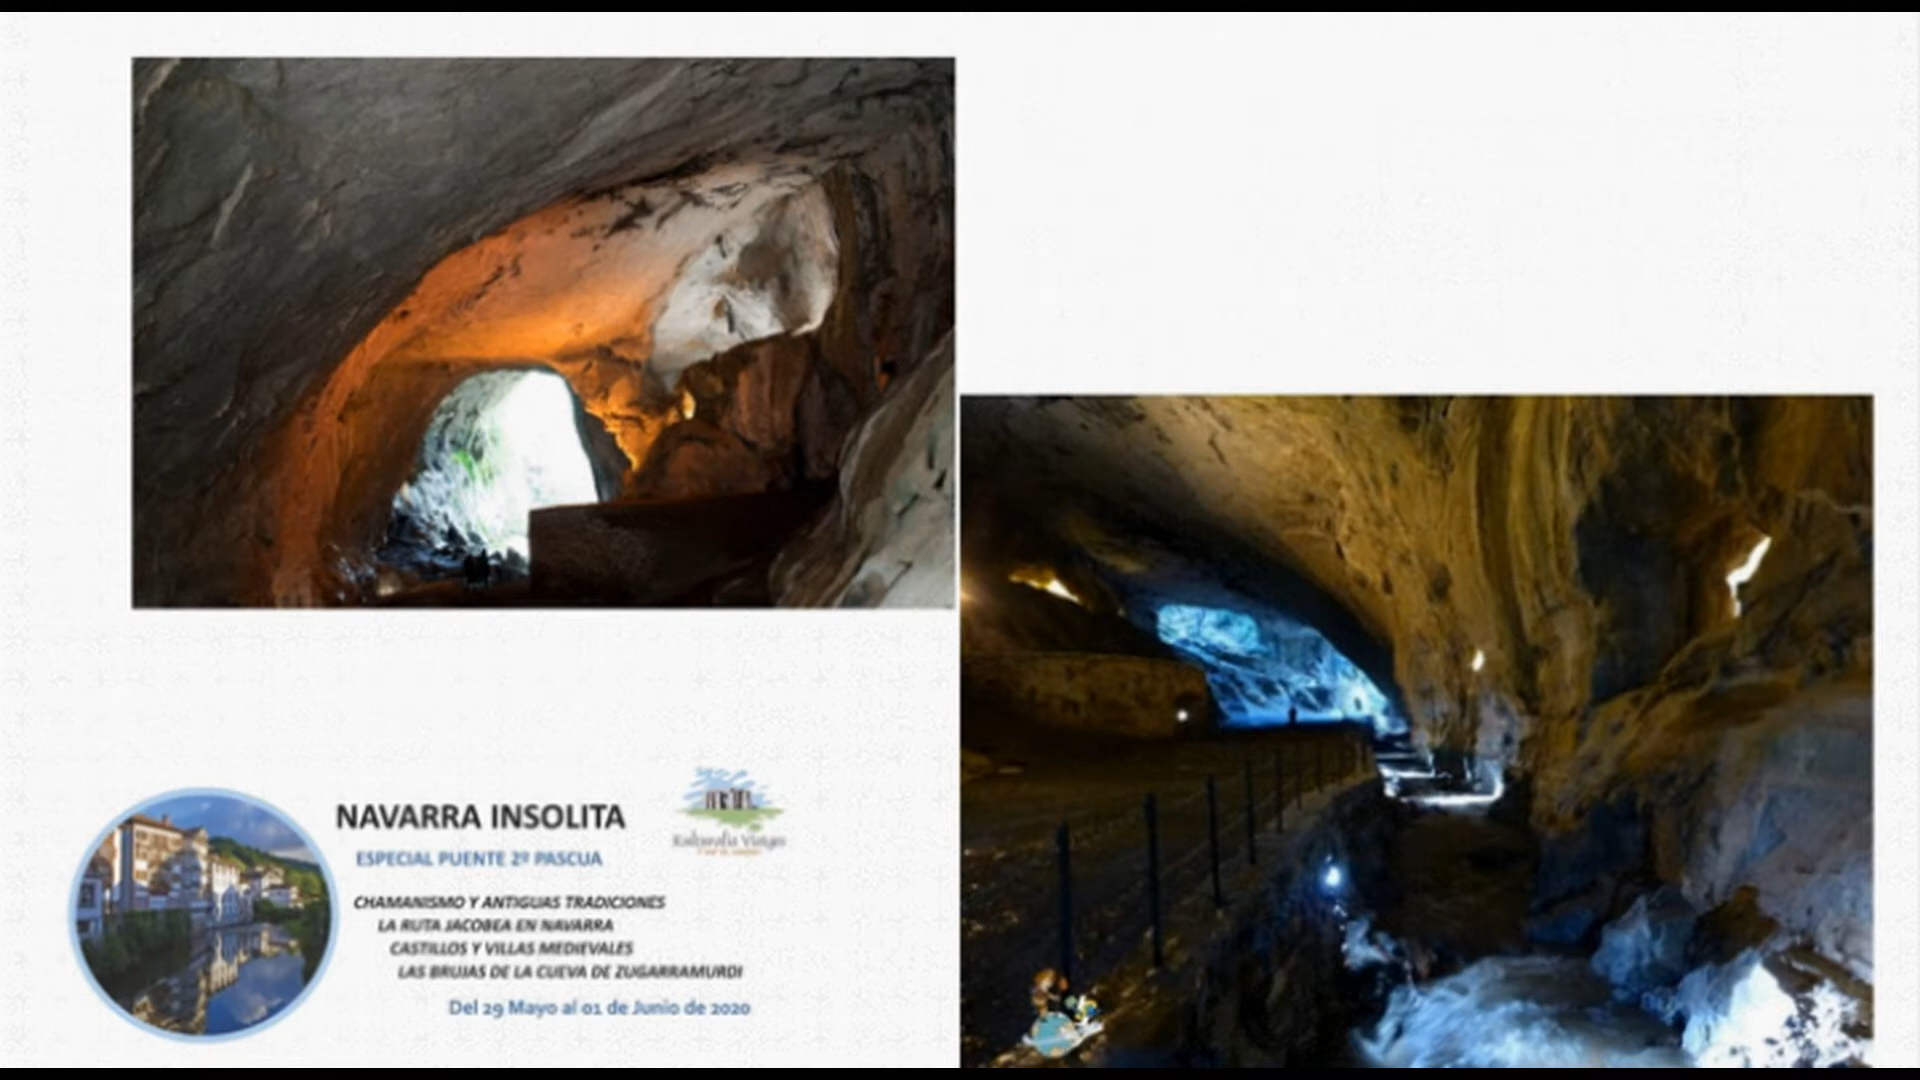 NAVARRA INSOLITA
ESPECIAL PUENTE 2º PASCUA
CHAMANISMO Y ANTIGUAS TRADICIONES
LA RUTA JACOBEA EN NAVARRA
CASTILLOS Y VILLAS MEDIEVALES
LAS BRUJAS DE LA CUEVA DE ZUGARRAMURDI
Del 29 Mayo al 01 de Junio de 2020